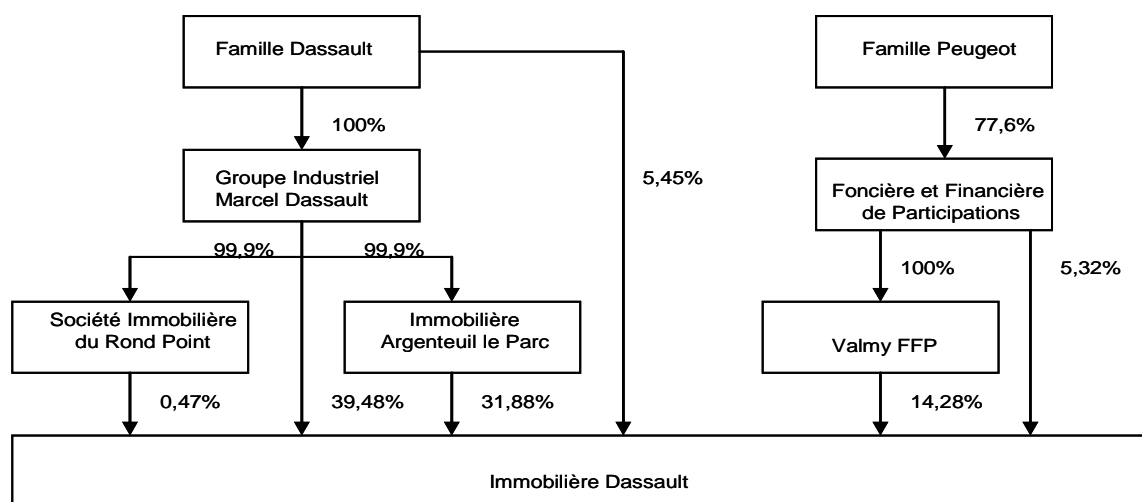 Famille Dassault
Famille Peugeot
100%
77,6%
Groupe Industriel
Marcel Dassault
5,45%
Foncière et Financière
de Participations
99,9%
99,9%
100%
5,32%
Société Immobilière
du Rond Point
Immobilière
Argenteuil le Parc
Valmy FFP
0,47%
39,48%
31,88%
14,28%
Immobilière Dassault